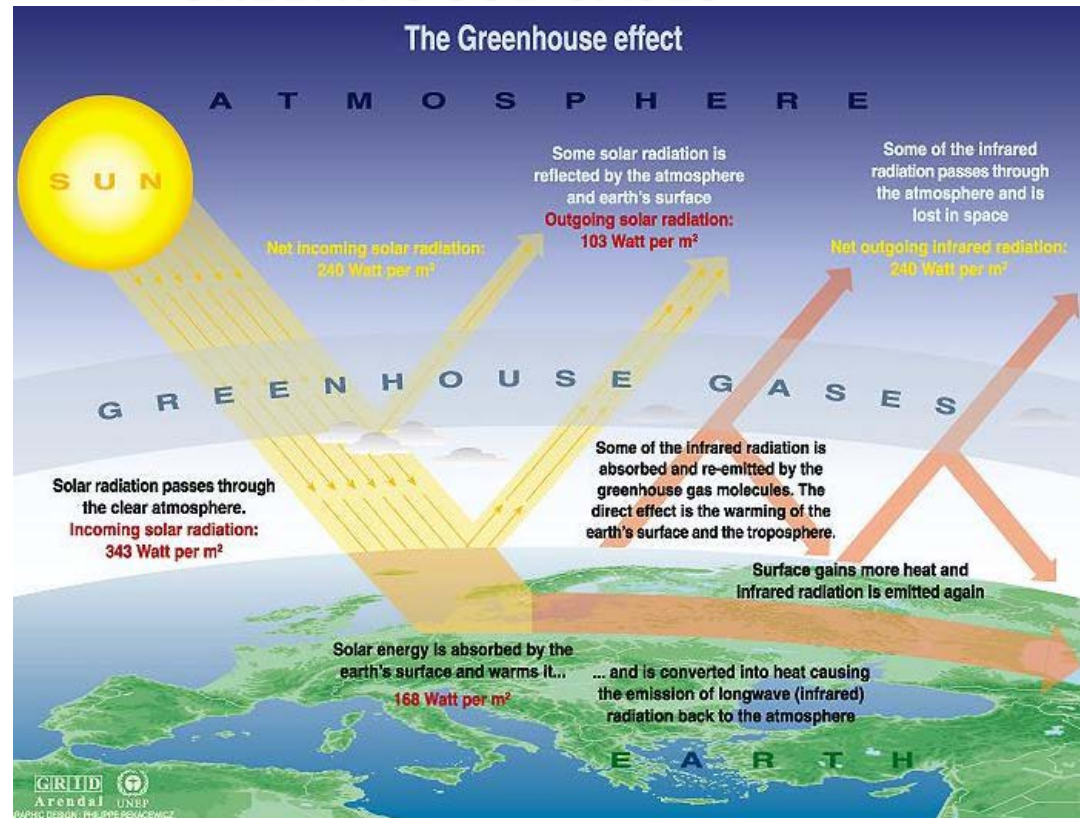 The Greenhouse effect
A T M O S P H E R E
S U N
Some solar radiation is
reflected by the atmosphere
and earth's surface
Outgoing solar radiation:
103 Watt per m²
Some of the infrared
radiation passes through
the atmosphere and is
lost in space
Net outgoing infrared radiation:
240 Watt per m²
Net incoming solar radiation:
240 Watt per m²
G R E E N H O U S E G A S E S
Solar radiation passes through
the clear atmosphere.
Incoming solar radiation:
343 Watt per m²
Some of the infrared radiation is
absorbed and re-emitted by the
greenhouse gas molecules. The
direct effect is the warming of the
earth's surface and the troposphere.
Surface gains more heat and
infrared radiation is emitted again
Solar energy is absorbed by the
earth's surface and warms it...
168 Watt per m²
... and is converted into heat causing
the emission of longwave (infrared)
radiation back to the atmosphere
E A R T H
GRID
Arendal UNEP
RAPHIC DESIGN : PHILIPPE REKACEWICZ